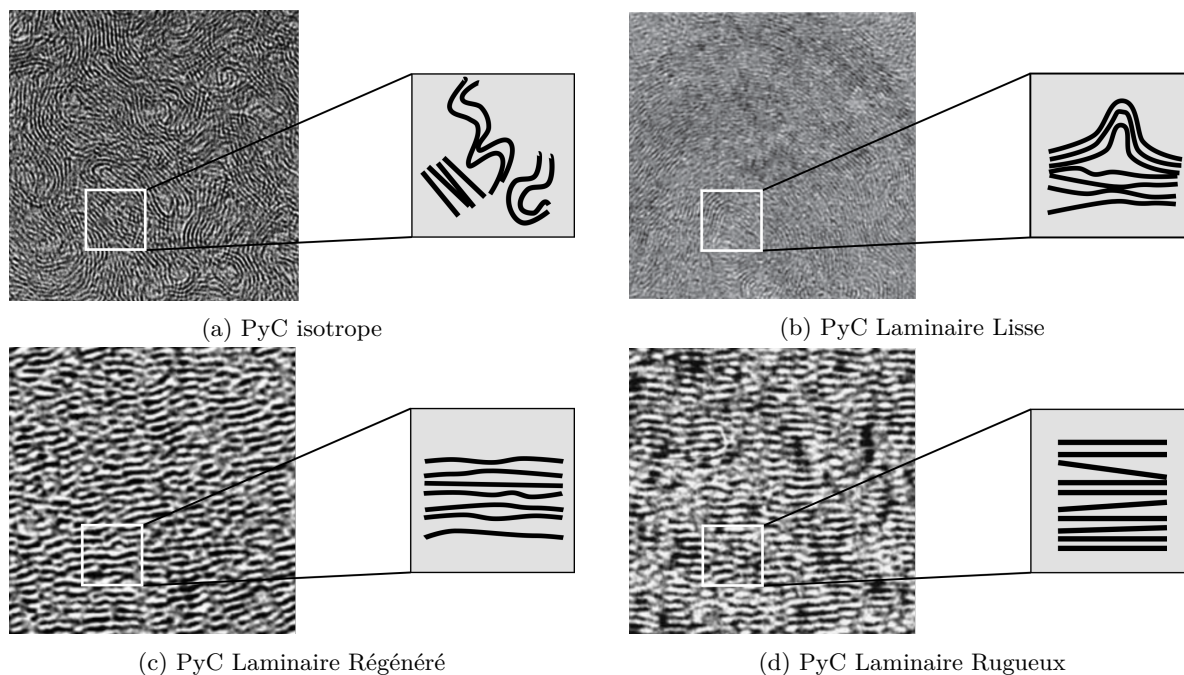 (a) PyC isotrope
(b) PyC Laminaire Lisse
(c) PyC Laminaire Régénéré
(d) PyC Laminaire Rugueux